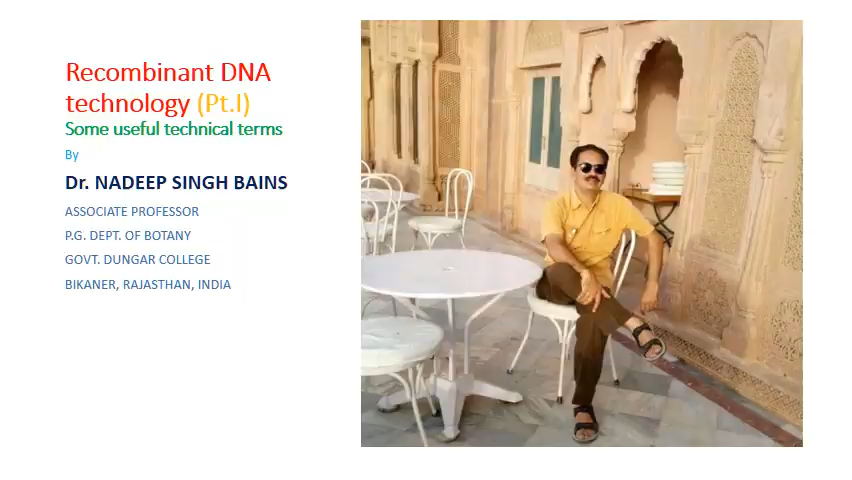 Recombinant DNA
technology (Pt.I)
Some useful technical terms
By
Dr. NADEEP SINGH BAINS
ASSOCIATE PROFESSOR
P.G. DEPT. OF BOTANY
GOVT. DUNGAR COLLEGE
BIKANER, RAJASTHAN, INDIA